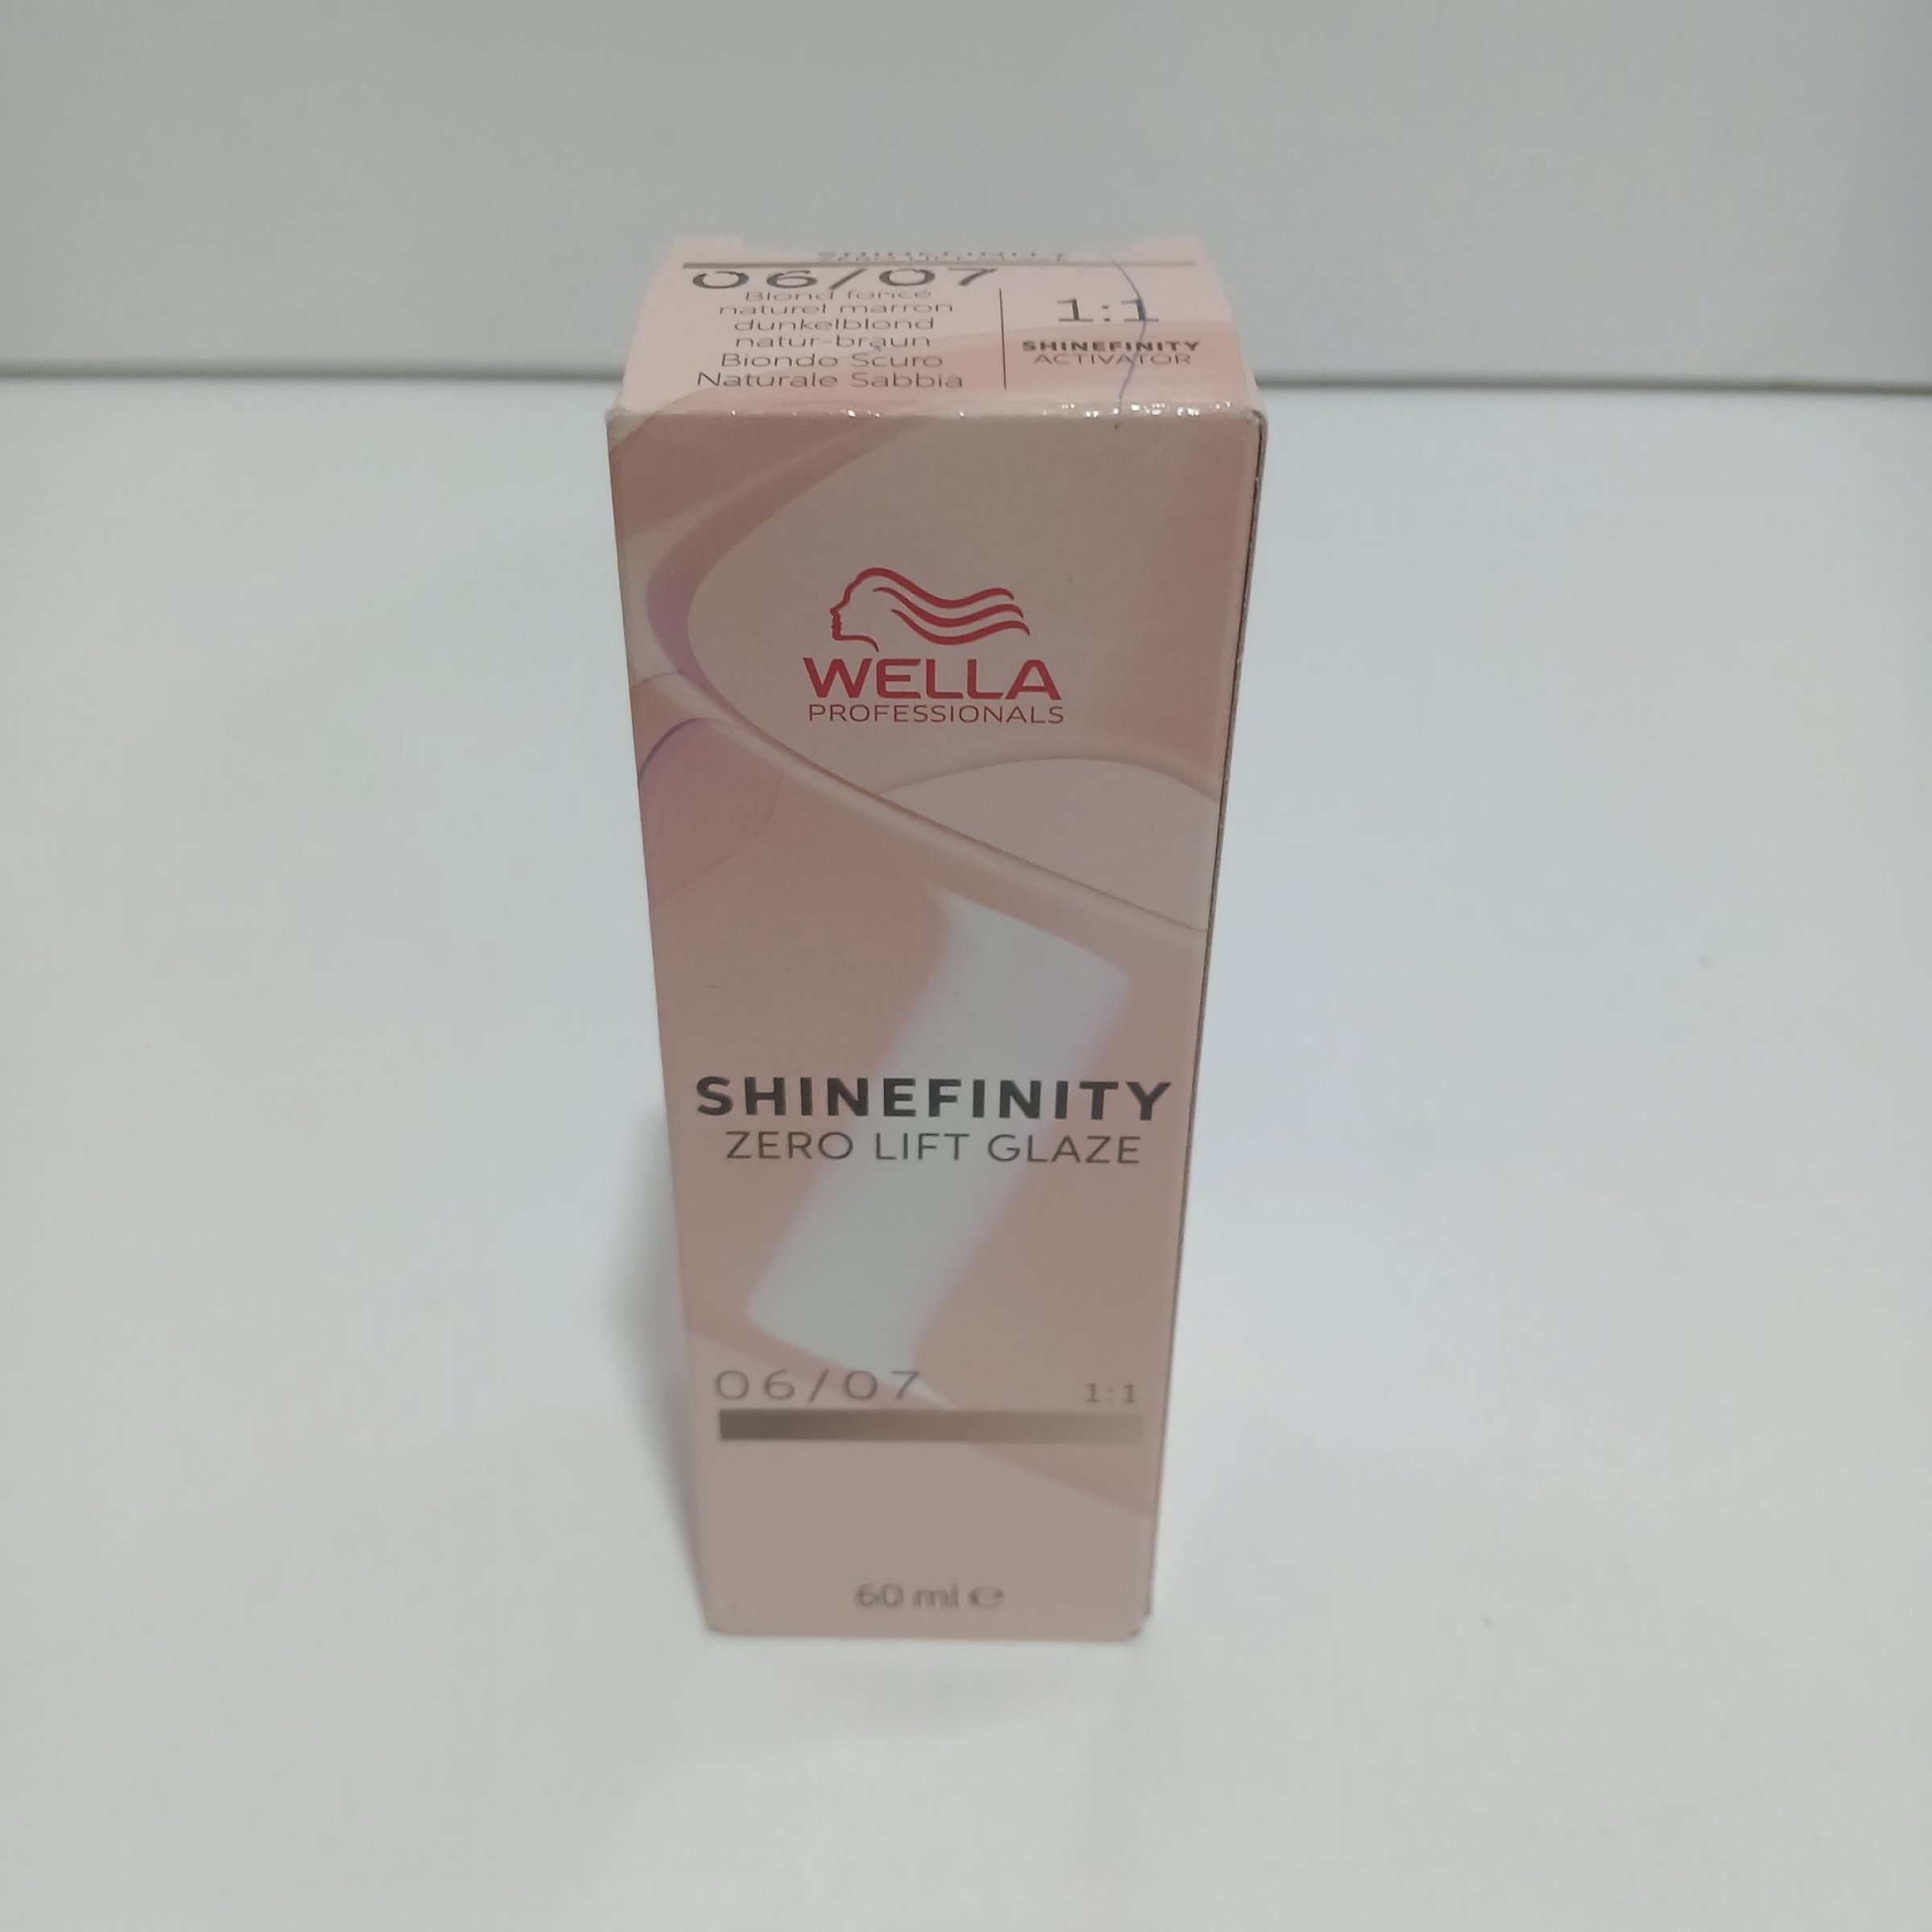 06/07
Blond foncé
naturel marron
dunkelblond
natur-braun
Biondo Scuro
Naturale Sabbia
1:1
SHINEFINITY
ACTIVATOR
WELLA
PROFESSIONALS
SHINEFINITY
ZERO LIFT GLAZE
06/07 1:1
60 ml ℮